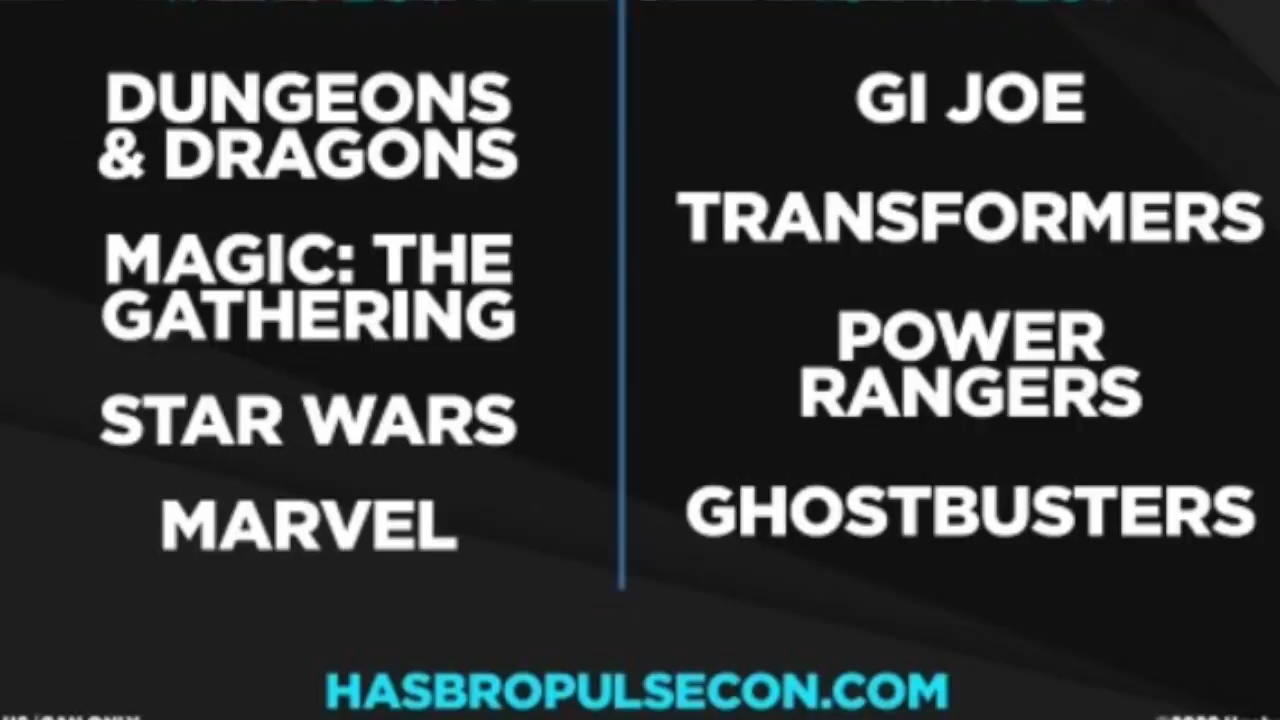 DUNGEONS
& DRAGONS
MAGIC: THE
GATHERING
STAR WARS
MARVEL
GI JOE
TRANSFORMERS
POWER
RANGERS
GHOSTBUSTERS
HASBROPULSECON.COM